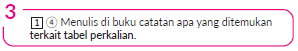 3
1 ④ Menulis di buku catatan apa yang ditemukan
terkait tabel perkalian.